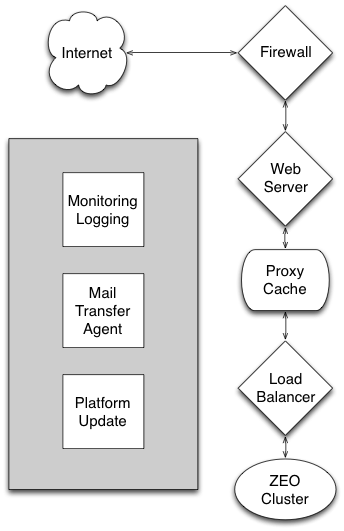 Internet
Firewall
Web
Server
Proxy
Cache
Load
Balancer
ZEO
Cluster
Monitoring
Logging
Mail
Transfer
Agent
Platform
Update